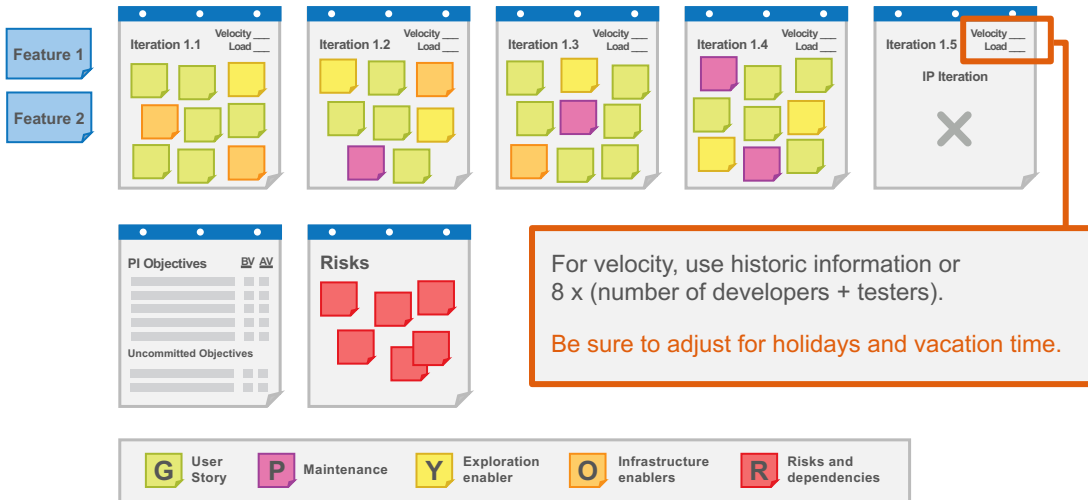 Feature 1
Feature 2
Iteration 1.1
Velocity ___
Load ___
Iteration 1.2
Velocity ___
Load ___
Iteration 1.3
Velocity ___
Load ___
Iteration 1.4
Velocity ___
Load ___
Iteration 1.5
Velocity ___
Load ___
IP Iteration
PI Objectives BV AV
Uncommitted Objectives
Risks
For velocity, use historic information or
8 x (number of developers + testers).
Be sure to adjust for holidays and vacation time.
G User
Story
P Maintenance
Y Exploration
enabler
O Infrastructure
enablers
R Risks and
dependencies